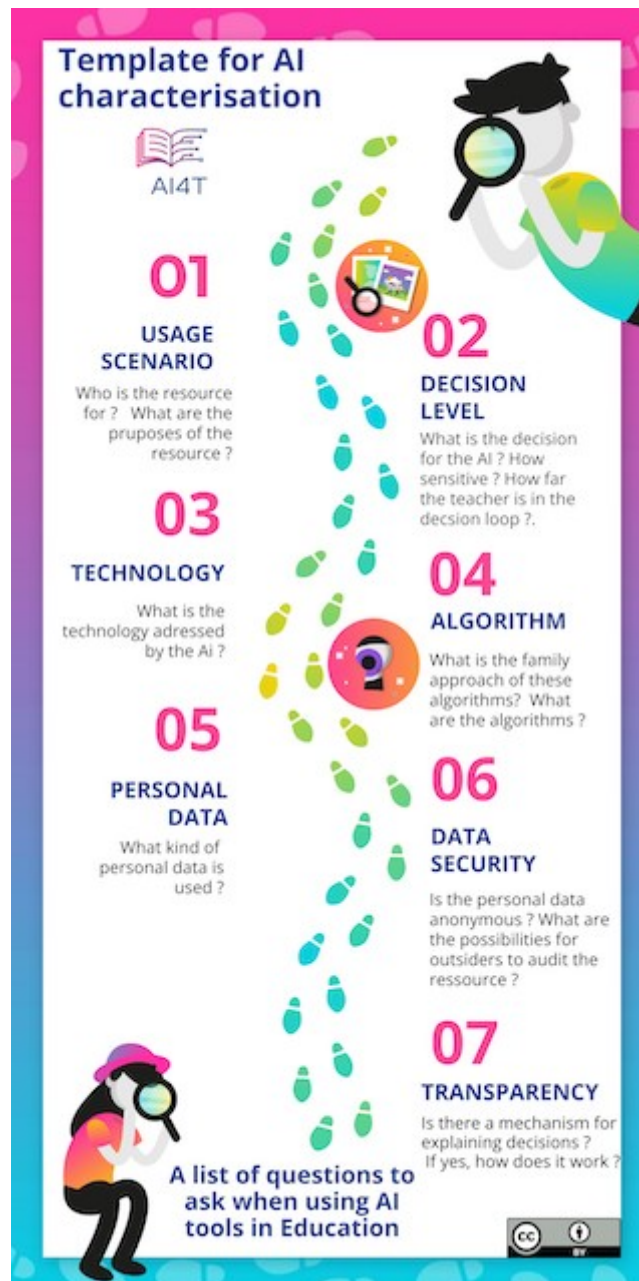 Template for AI
characterisation
AI4T
01
USAGE
SCENARIO
Who is the resource
for ? What are the
pruposes of the
resource ?
02
DECISION
LEVEL
What is the decision
for the AI ? How
sensitive ? How far
the teacher is in the
decsion loop ?.
03
TECHNOLOGY
What is the
technology adressed
by the Ai ?
04
ALGORITHM
What is the family
approach of these
algorithms? What
are the algorithms ?
05
PERSONAL
DATA
What kind of
personal data is
used ?
06
DATA
SECURITY
Is the personal data
anonymous ? What are
the possibilities for
outsiders to audit the
ressource ?
07
TRANSPARENCY
Is there a mechanism for
explaining decisions ?
If yes, how does it work ?
A list of questions to
ask when using AI
tools in Education
cc
BY